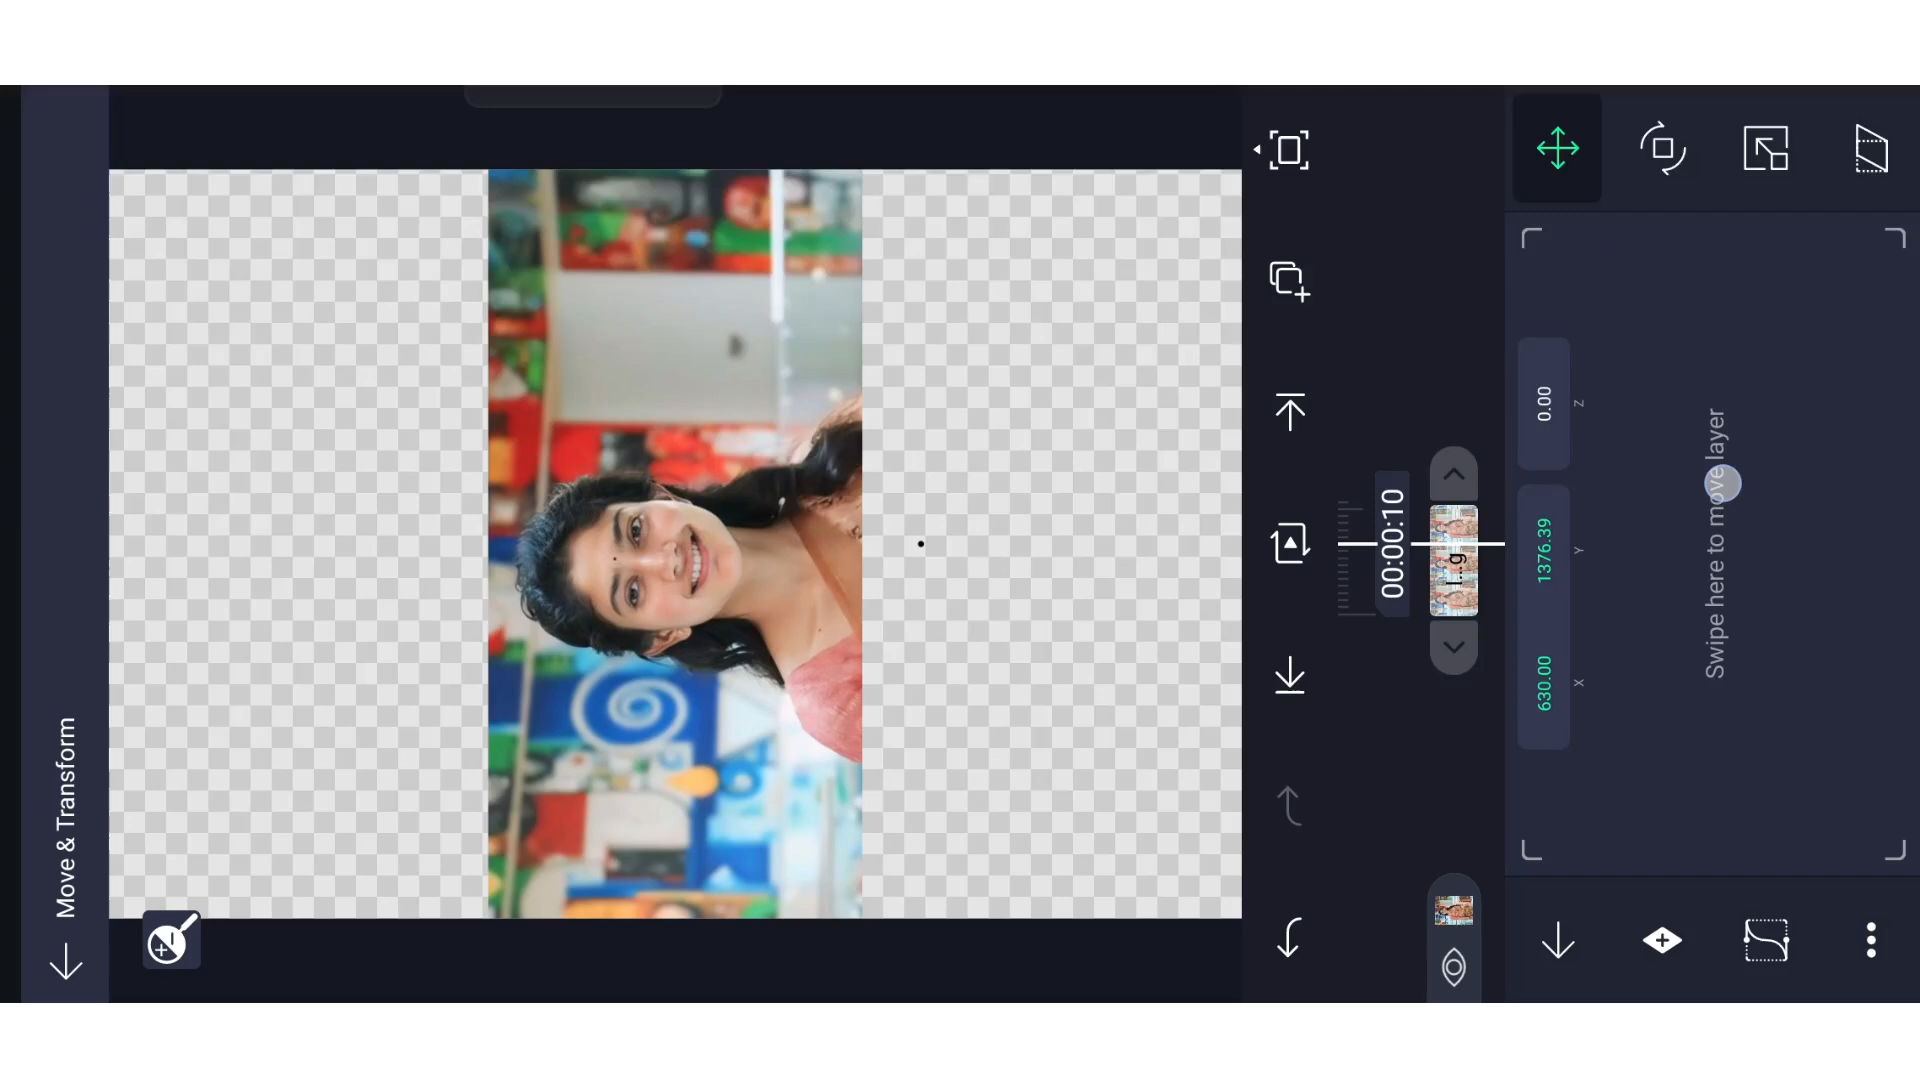 Move & Transform
00:00:10
I...g
630.00
1376.39
0.00
X
Y
Z
Swipe here to move layer